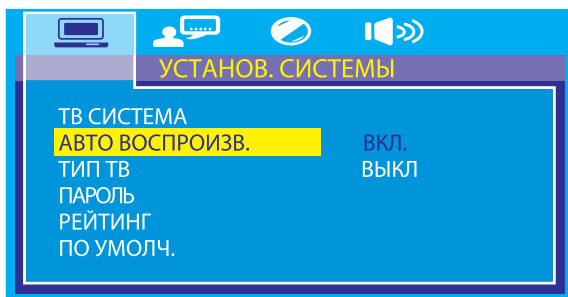 УСТАНОВ. СИСТЕМЫ
ТВ СИСТЕМА
АВТО ВОСПРОИЗВ. ВКЛ.
ТИП ТВ ВЫКЛ
ПАРОЛЬ
РЕЙТИНГ
ПО УМОЛЧ.